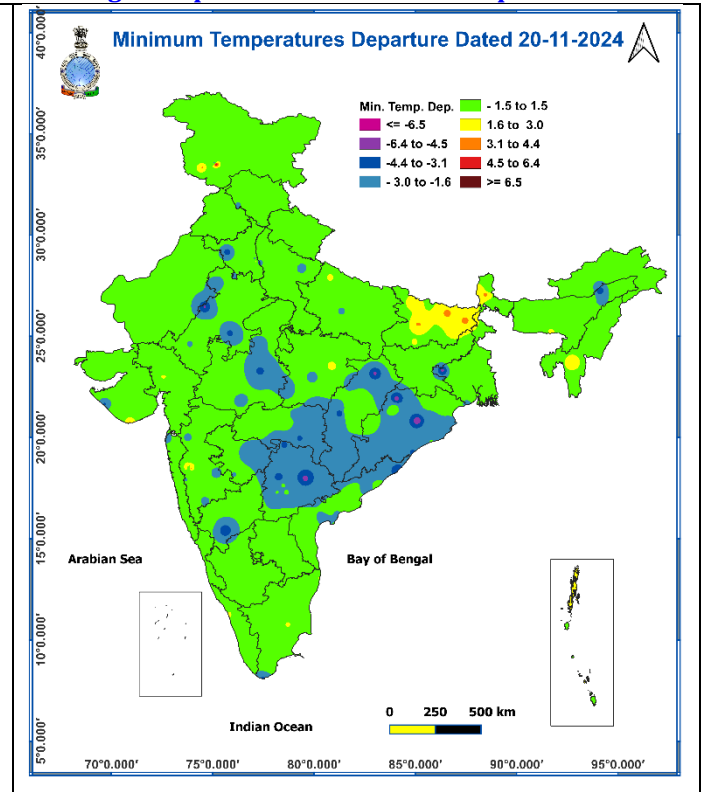 Minimum Temperatures Departure Dated 20-11-2024
Min. Temp. Dep.
<= -6.5
-6.4 to -4.5
-4.4 to -3.1
- 3.0 to -1.6
- 1.5 to 1.5
1.6 to 3.0
3.1 to 4.4
4.5 to 6.4
>= 6.5
40°0.000'
35°0.000'
30°0.000'
25°0.000'
20°0.000'
15°0.000'
10°0.000'
5°0.000'
Arabian Sea
Bay of Bengal
Indian Ocean
0 250 500 km
70°0.000' 75°0.000' 80°0.000' 85°0.000' 90°0.000' 95°0.000'